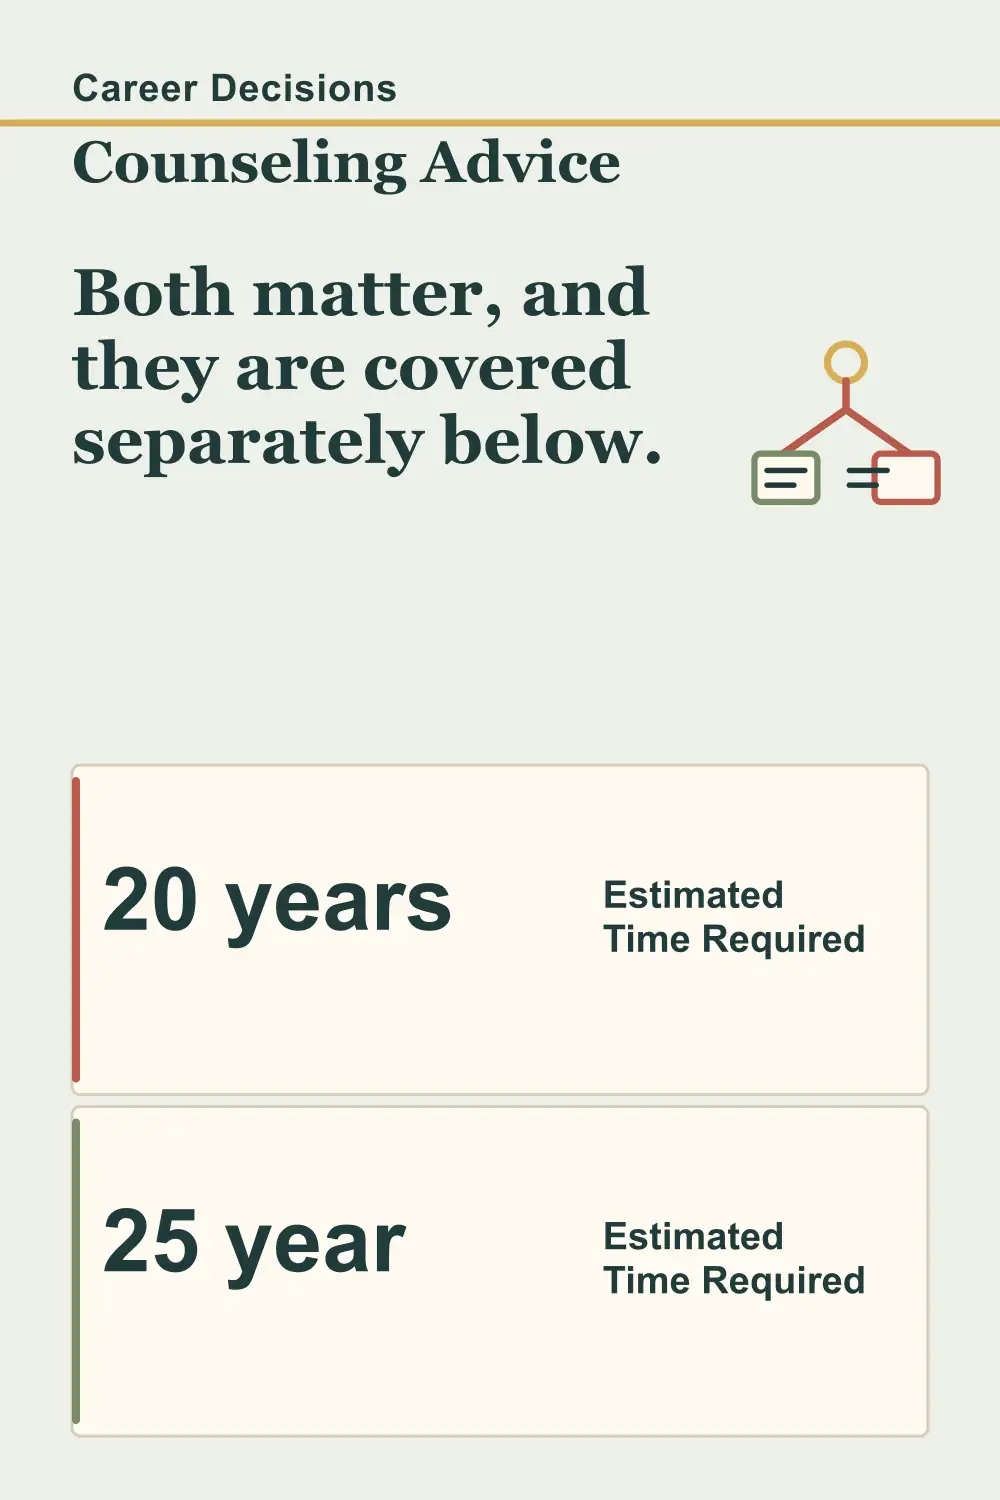 Career Decisions
Counseling Advice
Both matter, and
they are covered
separately below.
20 years
Estimated
Time Required
25 year
Estimated
Time Required